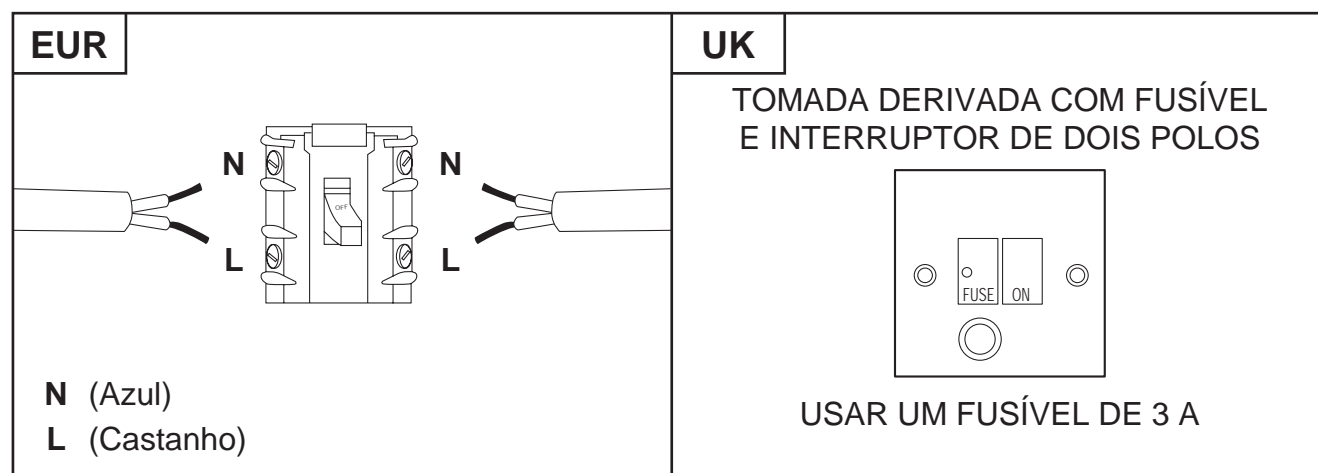 EUR
N
N
OFF
L
L
N (Azul)
L (Castanho)
UK
TOMADA DERIVADA COM FUSÍVEL
E INTERRUPTOR DE DOIS POLOS
FUSE ON
USAR UM FUSÍVEL DE 3 A